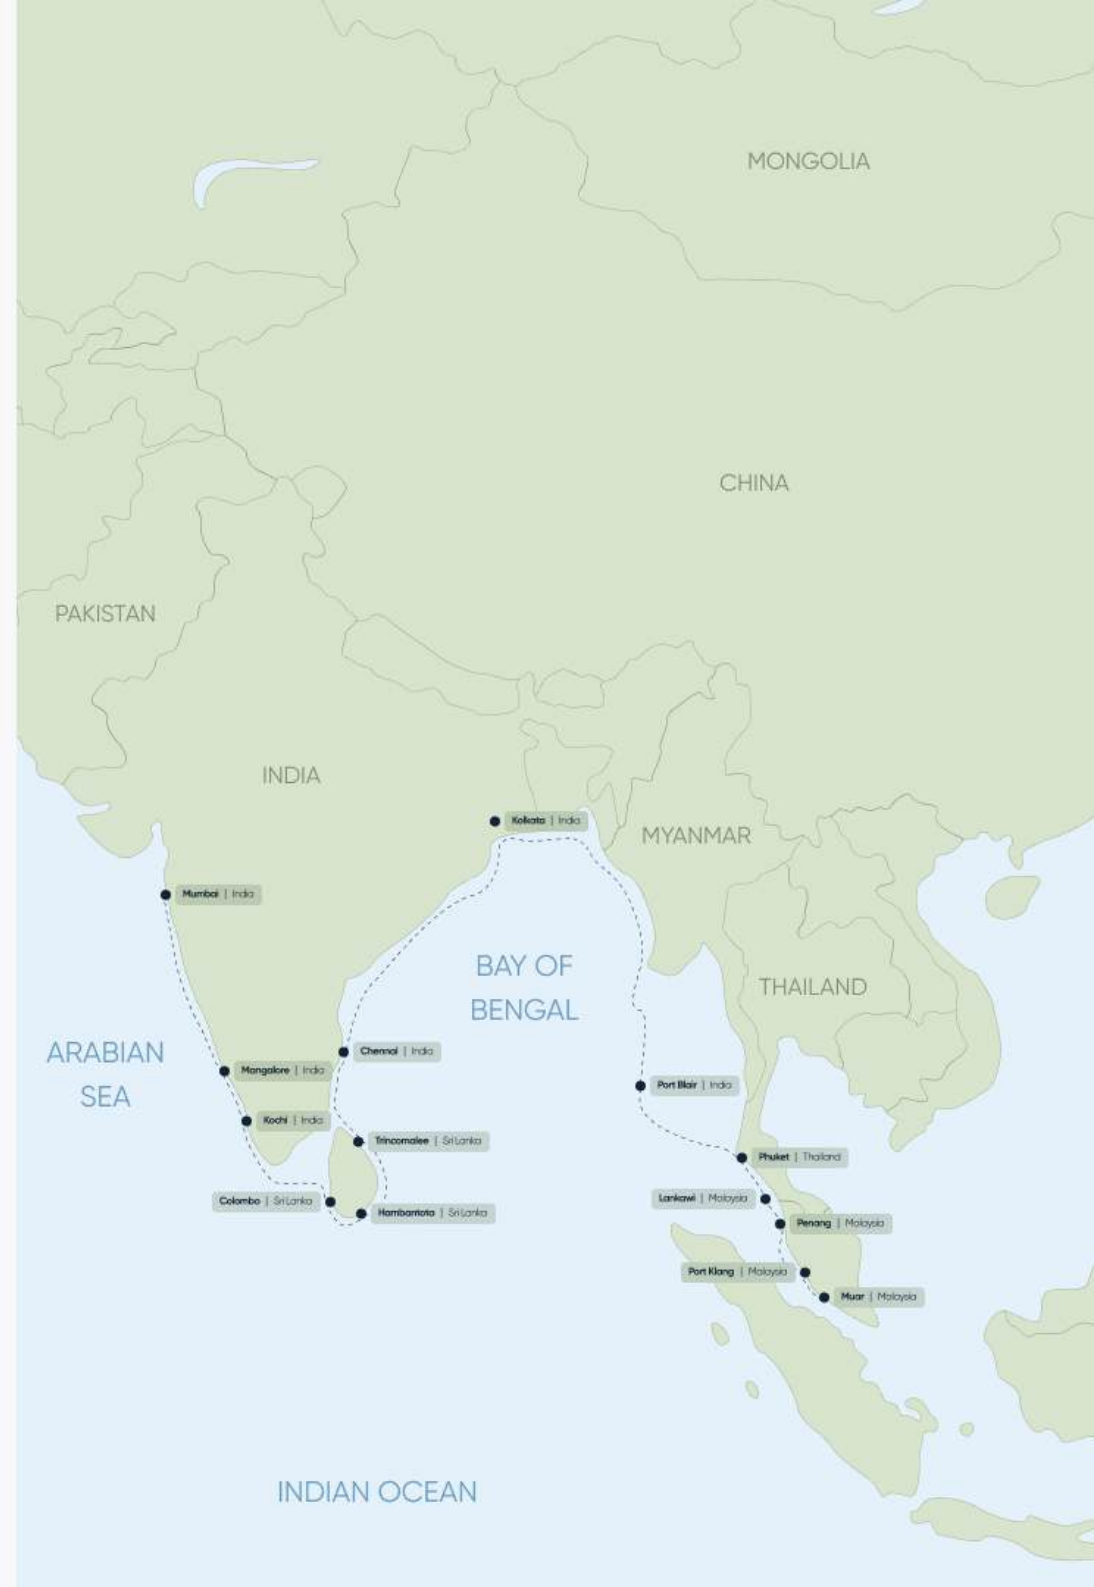 MONGOLIA
CHINA
PAKISTAN
INDIA
Kolkata | India
MYANMAR
Mumbai | India
BAY OF
BENGAL
THAILAND
ARABIAN
SEA
Chennai | India
Mangalore | India
Port Blair | India
Kochi | India
Trincomalee | Sri Lanka
Phuket | Thailand
Colombo | Sri Lanka
Lankawi | Malaysia
Hambantota | Sri Lanka
Penang | Malaysia
Port Klang | Malaysia
Muar | Malaysia
INDIAN OCEAN